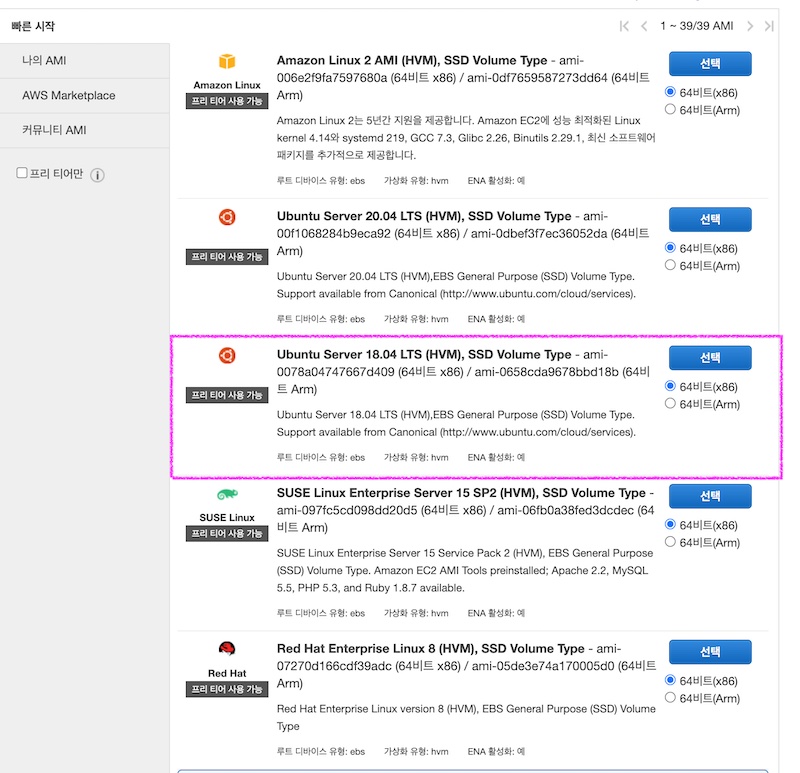 빠른 시작
1 ~ 39/39 AMI
나의 AMI
AWS Marketplace
커뮤니티 AMI
프리 티어만
Amazon Linux
프리 티어 사용 가능
Amazon Linux 2 AMI (HVM), SSD Volume Type - ami-
006e2f9fa7597680a (64비트 x86) / ami-0df7659587273dd64 (64비트
Arm)
Amazon Linux 2는 5년간 지원을 제공합니다. Amazon EC2에 성능 최적화된 Linux
kernel 4.14와 systemd 219, GCC 7.3, Glibc 2.26, Binutils 2.29.1, 최신 소프트웨어
패키지를 추가적으로 제공합니다.
루트 디바이스 유형: ebs 가상화 유형: hvm ENA 활성화: 예
선택
64비트(x86)
64비트(Arm)
프리 티어 사용 가능
Ubuntu Server 20.04 LTS (HVM), SSD Volume Type - ami-
00f1068284b9eca92 (64비트 x86) / ami-0dbef3f7ec36052da (64비트
Arm)
Ubuntu Server 20.04 LTS (HVM),EBS General Purpose (SSD) Volume Type.
Support available from Canonical (http://www.ubuntu.com/cloud/services).
루트 디바이스 유형: ebs 가상화 유형: hvm ENA 활성화: 예
선택
64비트(x86)
64비트(Arm)
프리 티어 사용 가능
Ubuntu Server 18.04 LTS (HVM), SSD Volume Type - ami-
0078a04747667d409 (64비트 x86) / ami-0658cda9678bbd18b (64비
트 Arm)
Ubuntu Server 18.04 LTS (HVM),EBS General Purpose (SSD) Volume Type.
Support available from Canonical (http://www.ubuntu.com/cloud/services).
루트 디바이스 유형: ebs 가상화 유형: hvm ENA 활성화: 예
선택
64비트(x86)
64비트(Arm)
SUSE Linux
프리 티어 사용 가능
SUSE Linux Enterprise Server 15 SP2 (HVM), SSD Volume Type -
ami-097fc5cd098dd20d5 (64비트 x86) / ami-06fb0a38fed3dcdec (64
비트 Arm)
SUSE Linux Enterprise Server 15 Service Pack 2 (HVM), EBS General Purpose
(SSD) Volume Type. Amazon EC2 AMI Tools preinstalled; Apache 2.2, MySQL
5.5, PHP 5.3, and Ruby 1.8.7 available.
루트 디바이스 유형: ebs 가상화 유형: hvm ENA 활성화: 예
선택
64비트(x86)
64비트(Arm)
Red Hat
프리 티어 사용 가능
Red Hat Enterprise Linux 8 (HVM), SSD Volume Type - ami-
07270d166cdf39adc (64비트 x86) / ami-05de3e74a170005d0 (64비트
Arm)
Red Hat Enterprise Linux version 8 (HVM), EBS General Purpose (SSD) Volume
Type
루트 디바이스 유형: ebs 가상화 유형: hvm ENA 활성화: 예
선택
64비트(x86)
64비트(Arm)